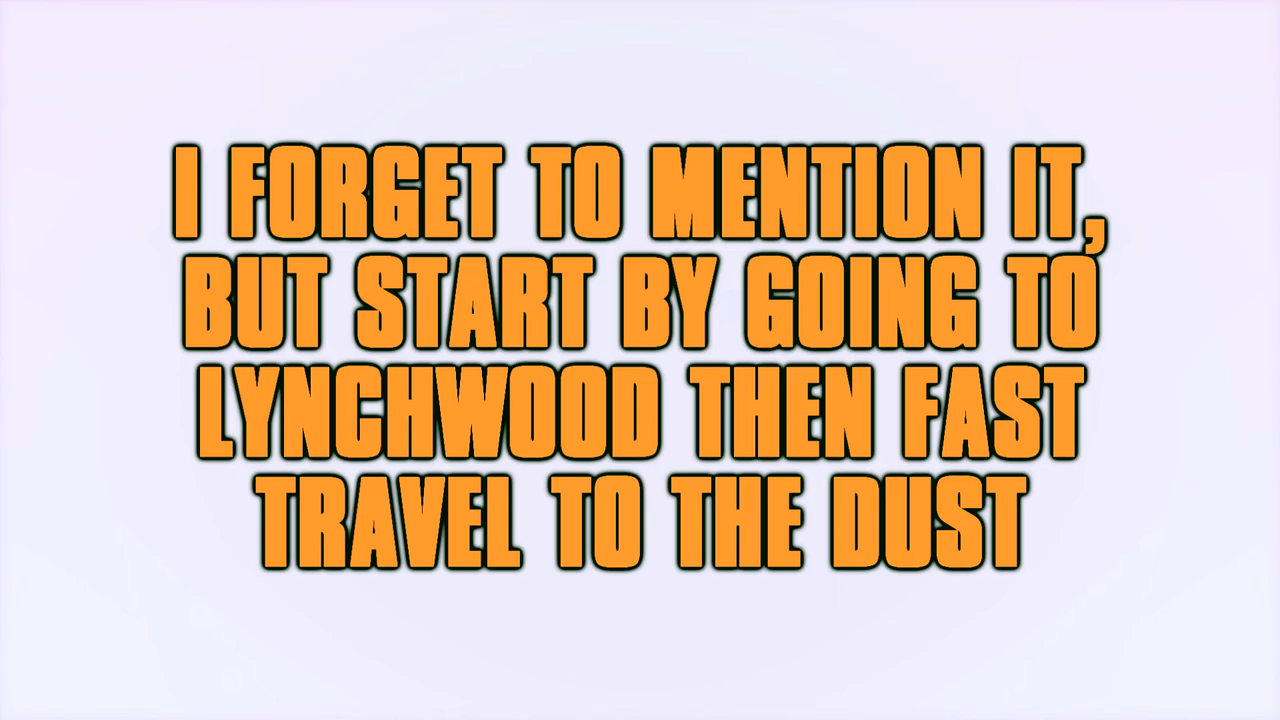 I FORGET TO MENTION IT,
BUT START BY GOING TO
LYNCHWOOD THEN FAST
TRAVEL TO THE DUST